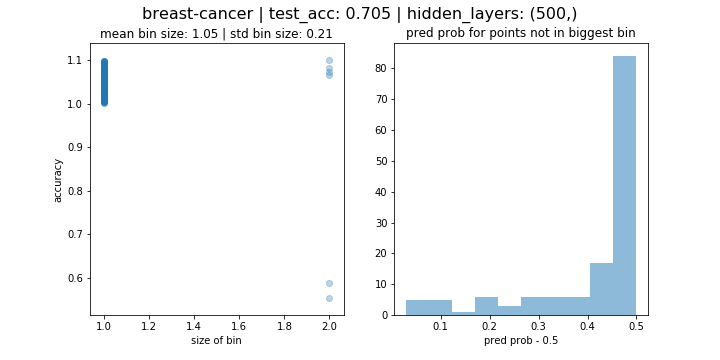 breast-cancer | test_acc: 0.705 | hidden_layers: (500,)
mean bin size: 1.05 | std bin size: 0.21
pred prob for points not in biggest bin
accuracy
1.1
1.0
0.9
0.8
0.7
0.6
1.0 1.2 1.4 1.6 1.8 2.0
size of bin
80
70
60
50
40
30
20
10
0
0.1 0.2 0.3 0.4 0.5
pred prob - 0.5